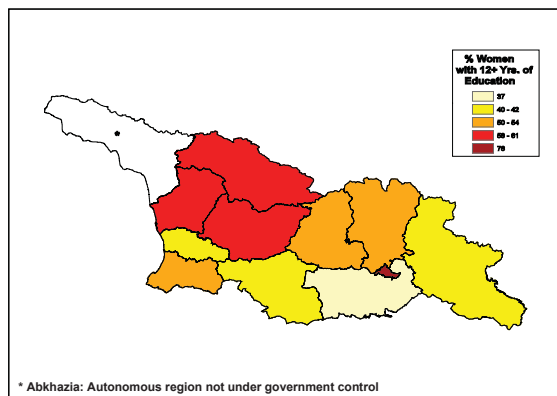 % Women
with 12+ Yrs. of
Education
37
40 - 42
50 - 54
58 - 61
76
*
* Abkhazia: Autonomous region not under government control